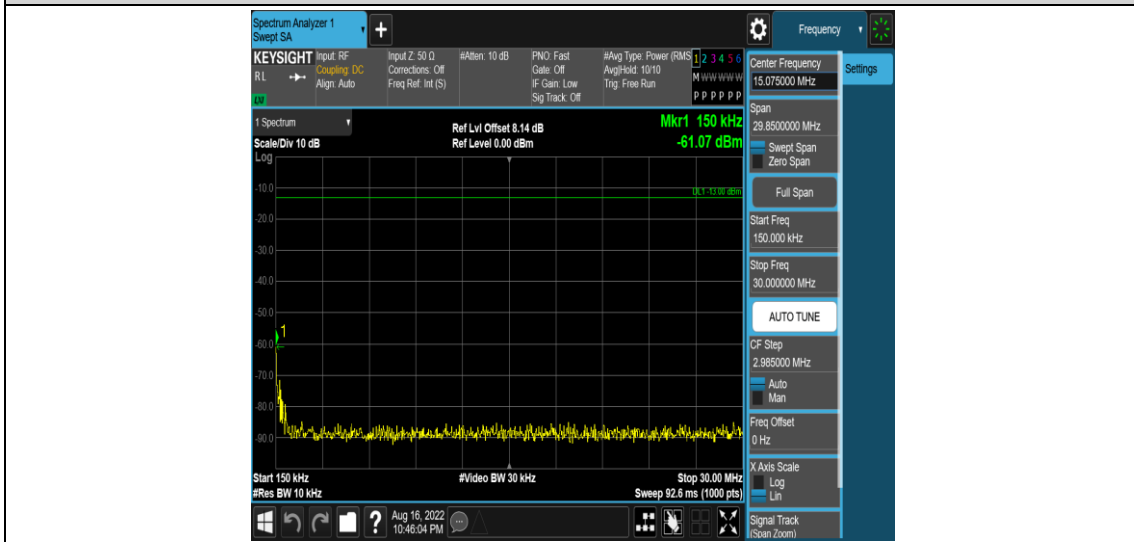 Spectrum Analyzer 1
Swept SA
+
Frequency
KEYSIGHT
RL
LXI
Input: RF
Coupling: DC
Align: Auto
Input Z: 50 Ω
Corrections: Off
Freq Ref: Int (S)
#Atten: 10 dB
PNO: Fast
Gate: Off
IF Gain: Low
Sig Track: Off
#Avg Type: Power (RMS
Avg|Hold: 10/10
Trig: Free Run
1 2 3 4 5 6
M W W W W W
P P P P P P
Center Frequency
15.075000 MHz
Settings
Span
29.8500000 MHz
Swept Span
Zero Span
Full Span
Start Freq
150.000 kHz
Stop Freq
30.000000 MHz
AUTO TUNE
CF Step
2.985000 MHz
Auto
Man
Freq Offset
0 Hz
X Axis Scale
Log
Lin
Signal Track
(Span Zoom)
1 Spectrum
Scale/Div 10 dB
Log
Ref Lvl Offset 8.14 dB
Ref Level 0.00 dBm
Mkr1 150 kHz
-61.07 dBm
DL1 -13.00 dBm
-10.0
-20.0
-30.0
-40.0
-50.0
1
-60.0
-70.0
-80.0
-90.0
Start 150 kHz
#Video BW 30 kHz
Stop 30.00 MHz
#Res BW 10 kHz
Sweep 92.6 ms (1000 pts)
?
Aug 16, 2022
10:46:04 PM